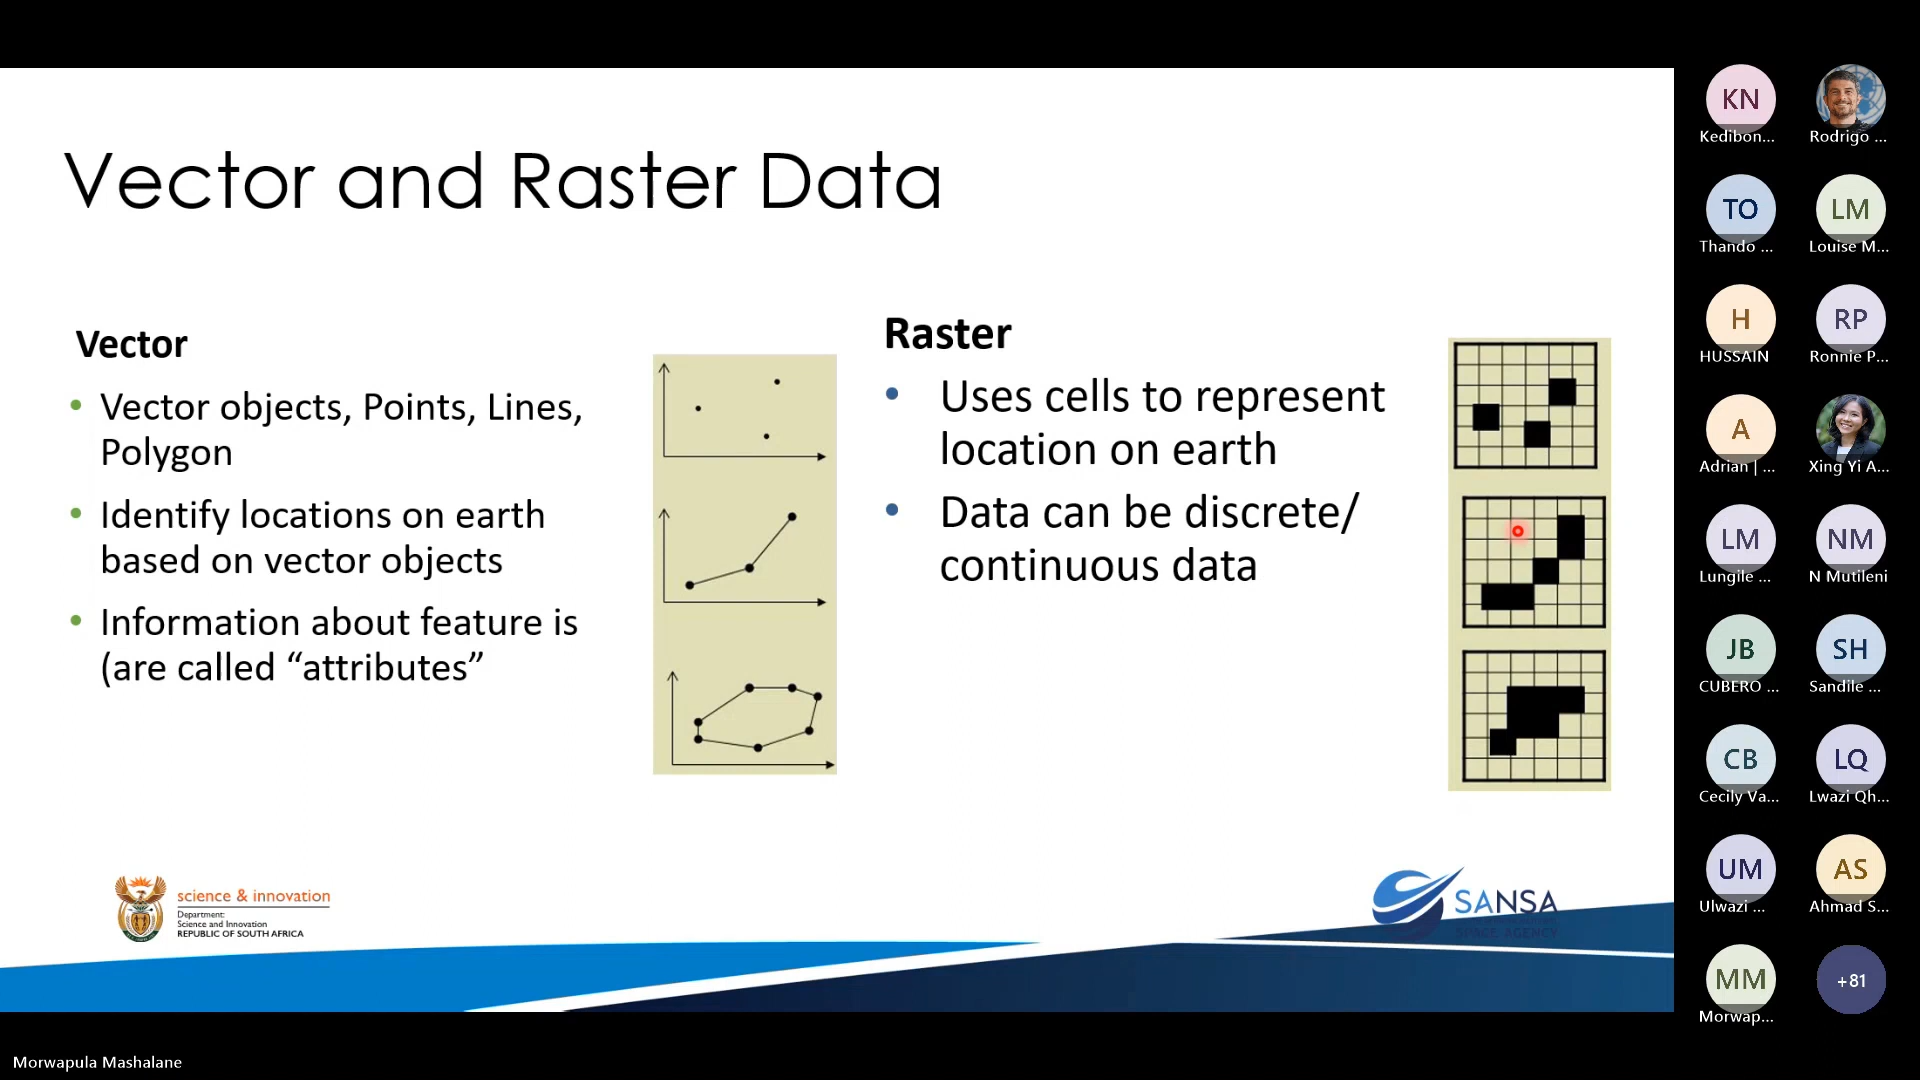 Vector and Raster Data
Vector
• Vector objects, Points, Lines,
Polygon
• Identify locations on earth
based on vector objects
• Information about feature is
(are called “attributes”
Raster
• Uses cells to represent
location on earth
• Data can be discrete/
continuous data
science & innovation
Department:
Science and Innovation
REPUBLIC OF SOUTH AFRICA
SANSA
SPACE AGENCY
KN
Kedibon...
Rodrigo ...
TO
Thando ...
LM
Louise M...
H
HUSSAIN
RP
Ronnie P...
A
Adrian | ...
Xing Yi A...
LM
Lungile ...
NM
N Mutileni
JB
CUBERO ...
SH
Sandile ...
CB
Cecily Va...
LQ
Lwazi Qh...
UM
Ulwazi ...
AS
Ahmad S...
MM
Morwap...
+81
Morwapula Mashalane